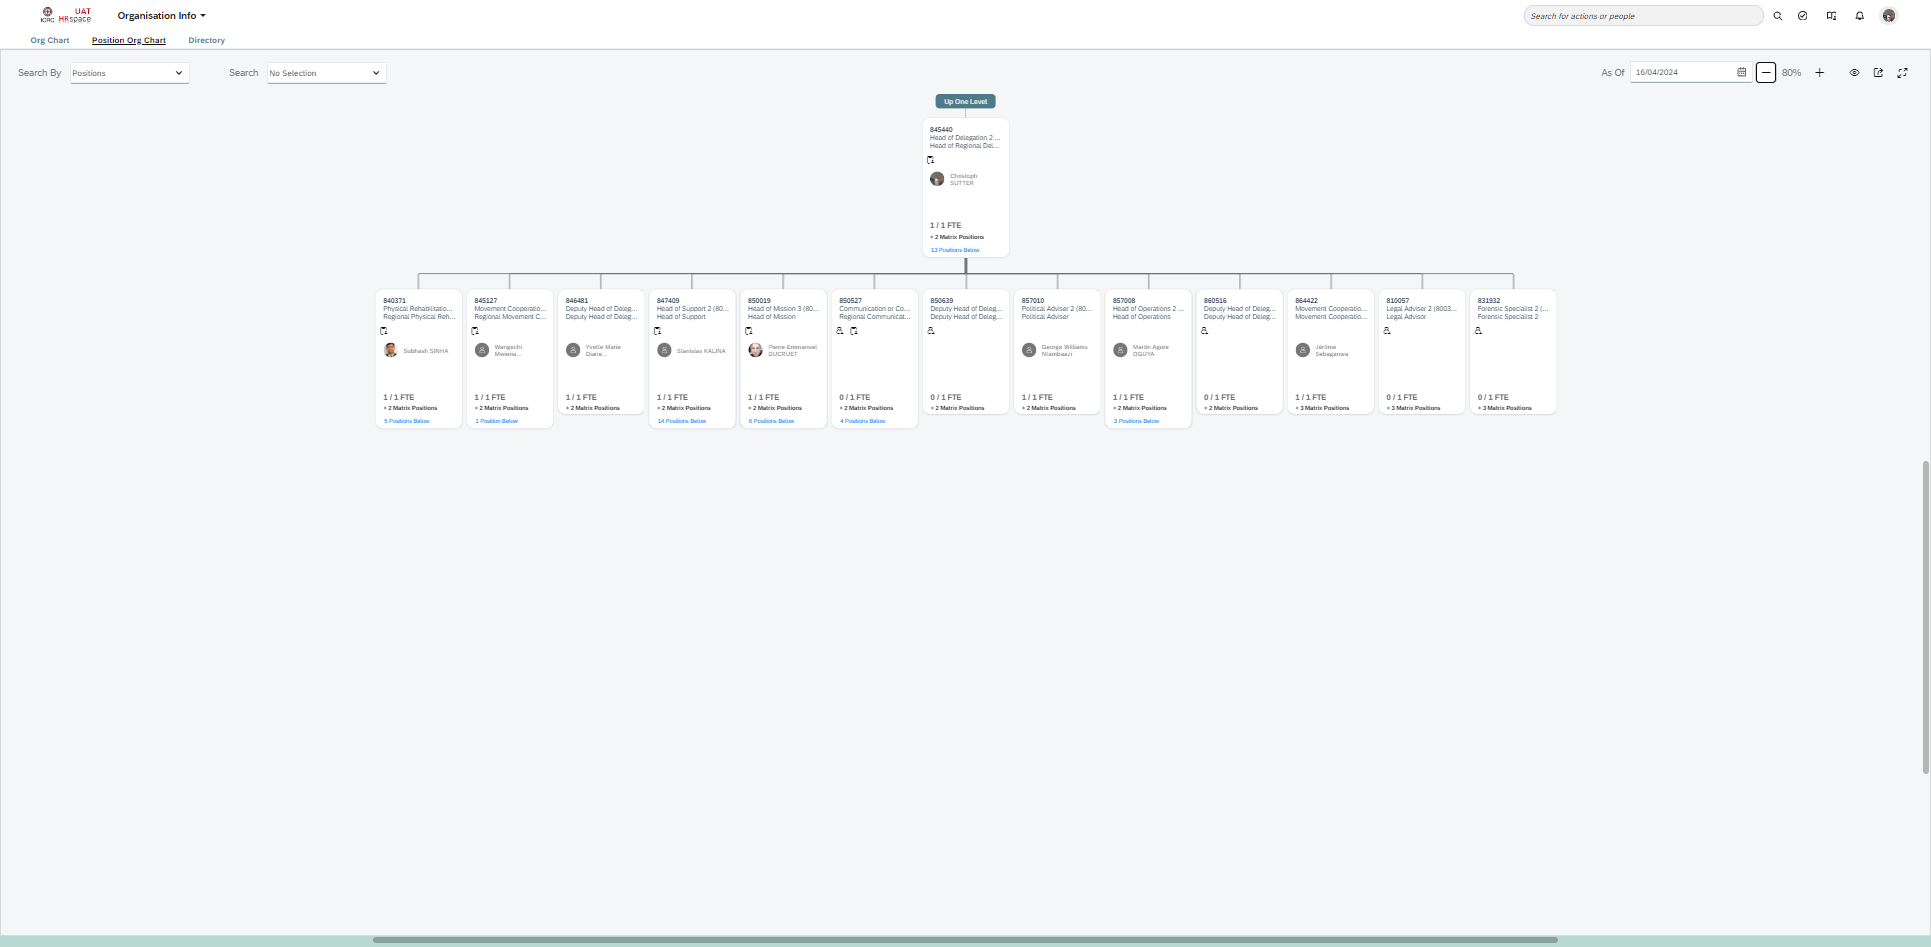 ICRC
UAT
HRspace
Organisation Info
Search for actions or people
Org Chart
Position Org Chart
Directory
Search By
Positions
Search
No Selection
As Of
16/04/2024
80%
Up One Level
845440
Head of Delegation 2 ...
Head of Regional Del...
Christoph
SUTTER
1 / 1 FTE
+ 2 Matrix Positions
13 Positions Below
840371
Physical Rehabilitatio...
Regional Physical Reh...
Subhash SINHA
1 / 1 FTE
+ 2 Matrix Positions
5 Positions Below
845127
Movement Cooperatio...
Regional Movement C...
Wangechi
Mweria...
1 / 1 FTE
+ 2 Matrix Positions
1 Position Below
846481
Deputy Head of Deleg...
Deputy Head of Deleg...
Yvette Marie
Diane...
1 / 1 FTE
+ 2 Matrix Positions
847409
Head of Support 2 (80...
Head of Support
Stanislas KALINA
1 / 1 FTE
+ 2 Matrix Positions
14 Positions Below
850019
Head of Mission 3 (80...
Head of Mission
Pierre-Emmanuel
DUCRUET
1 / 1 FTE
+ 2 Matrix Positions
6 Positions Below
850527
Communication or Co...
Regional Communicat...
0 / 1 FTE
+ 2 Matrix Positions
4 Positions Below
850639
Deputy Head of Deleg...
Deputy Head of Deleg...
0 / 1 FTE
+ 2 Matrix Positions
857010
Political Adviser 2 (80...
Political Adviser
George Williams
Ntambaazi
1 / 1 FTE
+ 2 Matrix Positions
857008
Head of Operations 2 ...
Head of Operations
Martin Agore
OGUYA
1 / 1 FTE
+ 2 Matrix Positions
3 Positions Below
860516
Deputy Head of Deleg...
Deputy Head of Deleg...
0 / 1 FTE
+ 2 Matrix Positions
864422
Movement Cooperatio...
Movement Cooperatio...
Jérôme
Sebaganwa
1 / 1 FTE
+ 3 Matrix Positions
810057
Legal Adviser 2 (8003...
Legal Advisor
0 / 1 FTE
+ 3 Matrix Positions
831932
Forensic Specialist 2 (...
Forensic Specialist 2
0 / 1 FTE
+ 3 Matrix Positions